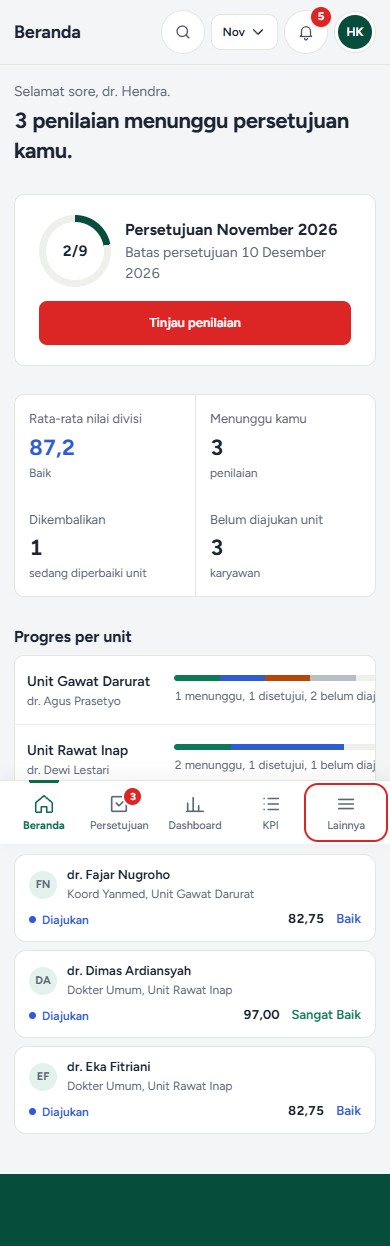 Beranda
Nov
5
HK
Selamat sore, dr. Hendra.
3 penilaian menunggu persetujuan
kamu.
2/9
Persetujuan November 2026
Batas persetujuan 10 Desember
2026
Tinjau penilaian
Rata-rata nilai divisi
87,2
Baik
Menunggu kamu
3
penilaian
Dikembalikan
1
sedang diperbaiki unit
Belum diajukan unit
3
karyawan
Progres per unit
Unit Gawat Darurat
dr. Agus Prasetyo
1 menunggu, 1 disetujui, 2 belum diaj
Unit Rawat Inap
dr. Dewi Lestari
2 menunggu, 1 disetujui, 1 belum diaj
Beranda
3
Persetujuan
Dashboard
KPI
Lainnya
FN
dr. Fajar Nugroho
Koord Yanmed, Unit Gawat Darurat
Diajukan
82,75 Baik
DA
dr. Dimas Ardiansyah
Dokter Umum, Unit Rawat Inap
Diajukan
97,00 Sangat Baik
EF
dr. Eka Fitriani
Dokter Umum, Unit Rawat Inap
Diajukan
82,75 Baik